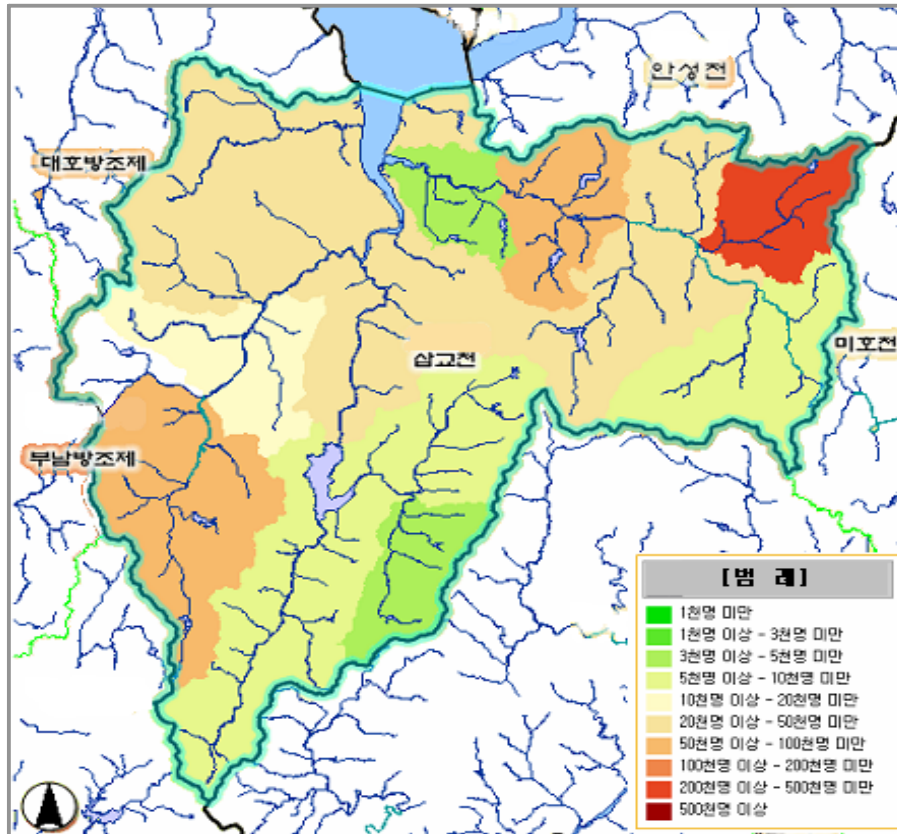 안성천
대호방조제
삽교천
미호천
부남방조제
[범 례]
1천명 미만
1천명 이상 - 3천명 미만
3천명 이상 - 5천명 미만
5천명 이상 - 10천명 미만
10천명 이상 - 20천명 미만
20천명 이상 - 50천명 미만
50천명 이상 - 100천명 미만
100천명 이상 - 200천명 미만
200천명 이상 - 500천명 미만
500천명 이상